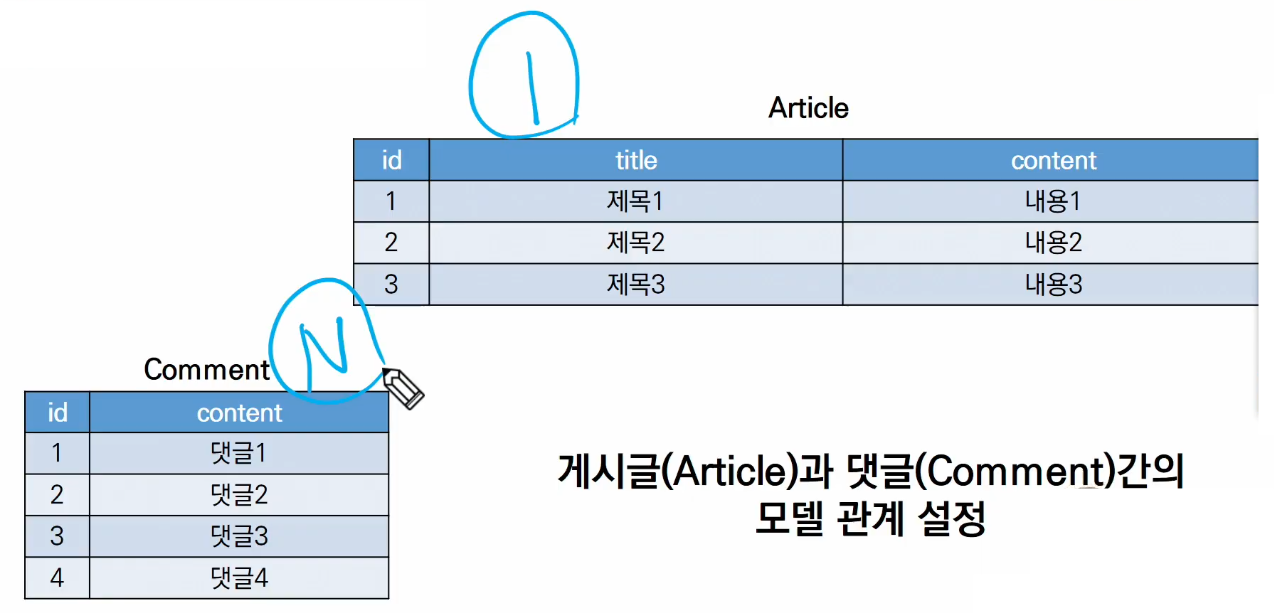 1
Article
id title content
1 제목1 내용1
2 제목2 내용2
3 제목3 내용3
N
Comment
id content
1 댓글1
2 댓글2
3 댓글3
4 댓글4
게시글(Article)과 댓글(Comment)간의
모델 관계 설정